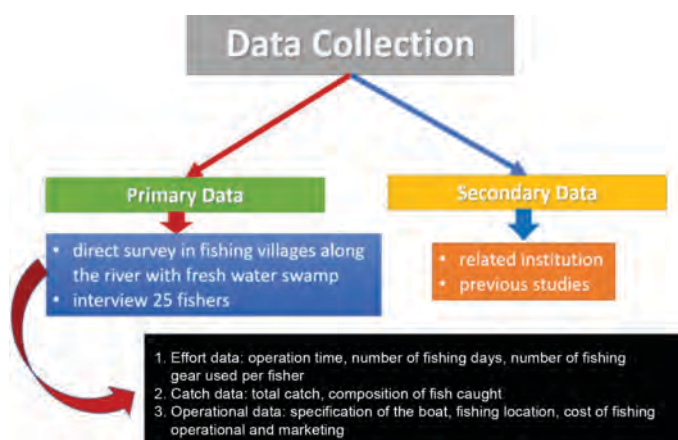 Data Collection
Primary Data
Secondary Data
• direct survey in fishing villages along
the river with fresh water swamp
• interview 25 fishers
• related institution
• previous studies
1. Effort data: operation time, number of fishing days, number of fishing
gear used per fisher
2. Catch data: total catch, composition of fish caught
3. Operational data: specification of the boat, fishing location, cost of fishing
operational and marketing